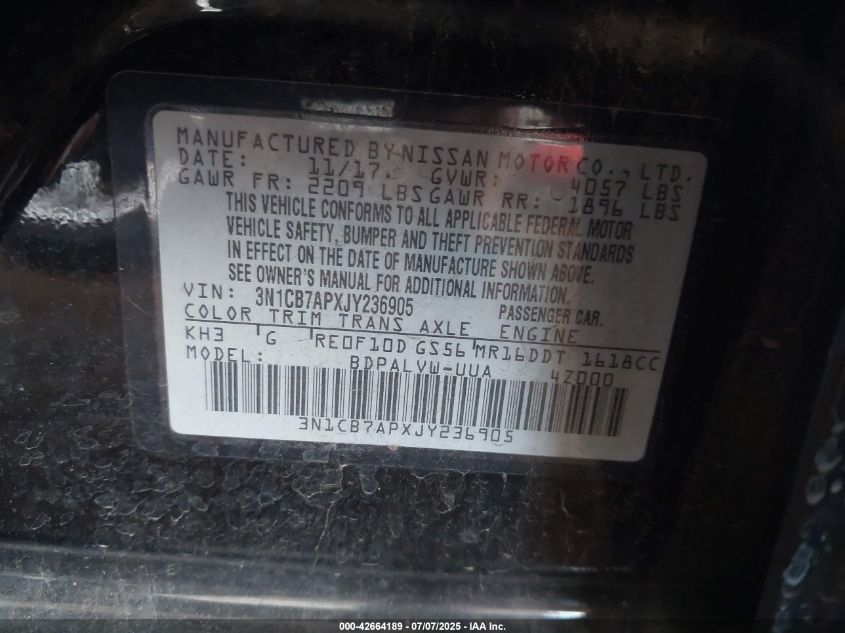 MANUFACTURED BY NISSAN MOTOR CO., LTD.
DATE: 11/17. GVWR: 4057 LBS
GAWR FR: 2209 LBS GAWR RR: 1896 LBS
THIS VEHICLE CONFORMS TO ALL APPLICABLE FEDERAL MOTOR
VEHICLE SAFETY, BUMPER AND THEFT PREVENTION STANDARDS
IN EFFECT ON THE DATE OF MANUFACTURE SHOWN ABOVE.
SEE OWNER'S MANUAL FOR ADDITIONAL INFORMATION.
VIN: 3N1CB7APXJY236905 PASSENGER CAR.
COLOR TRIM TRANS AXLE ENGINE
KH3 G RE0F10D GS56 MR16DDT 1618CC
MODEL: BDPALVW-UUA 4Z000
3N1CB7APXJY236905
000-42664189 - 07/07/2025 - IAA Inc.